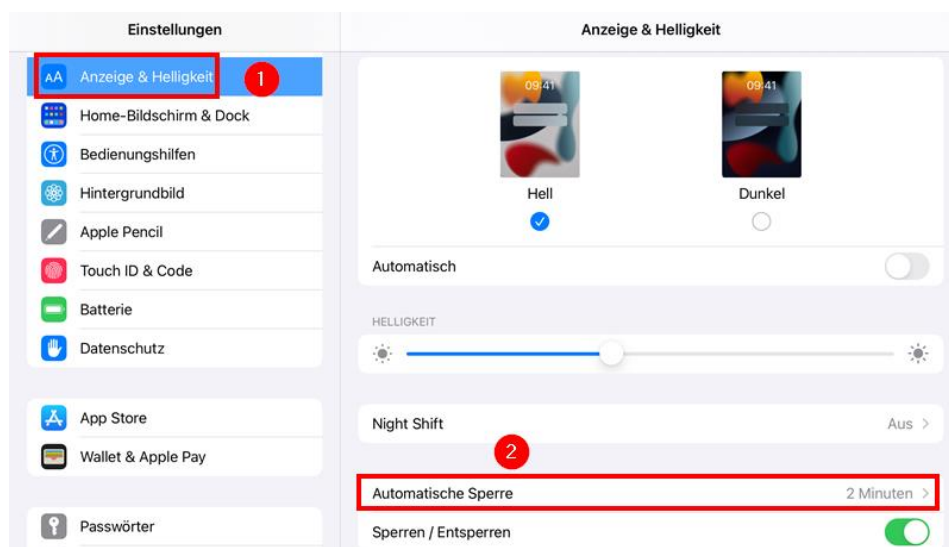 Einstellungen
Anzeige & Helligkeit
AA Anzeige & Helligkeit 1
Home-Bildschirm & Dock
Bedienungshilfen
Hintergrundbild
Apple Pencil
Touch ID & Code
Batterie
Datenschutz
App Store
Wallet & Apple Pay
Passwörter
09:41
09:41
Hell
Dunkel
Automatisch
HELLIGKEIT
Night Shift Aus >
2
Automatische Sperre 2 Minuten >
Sperren / Entsperren